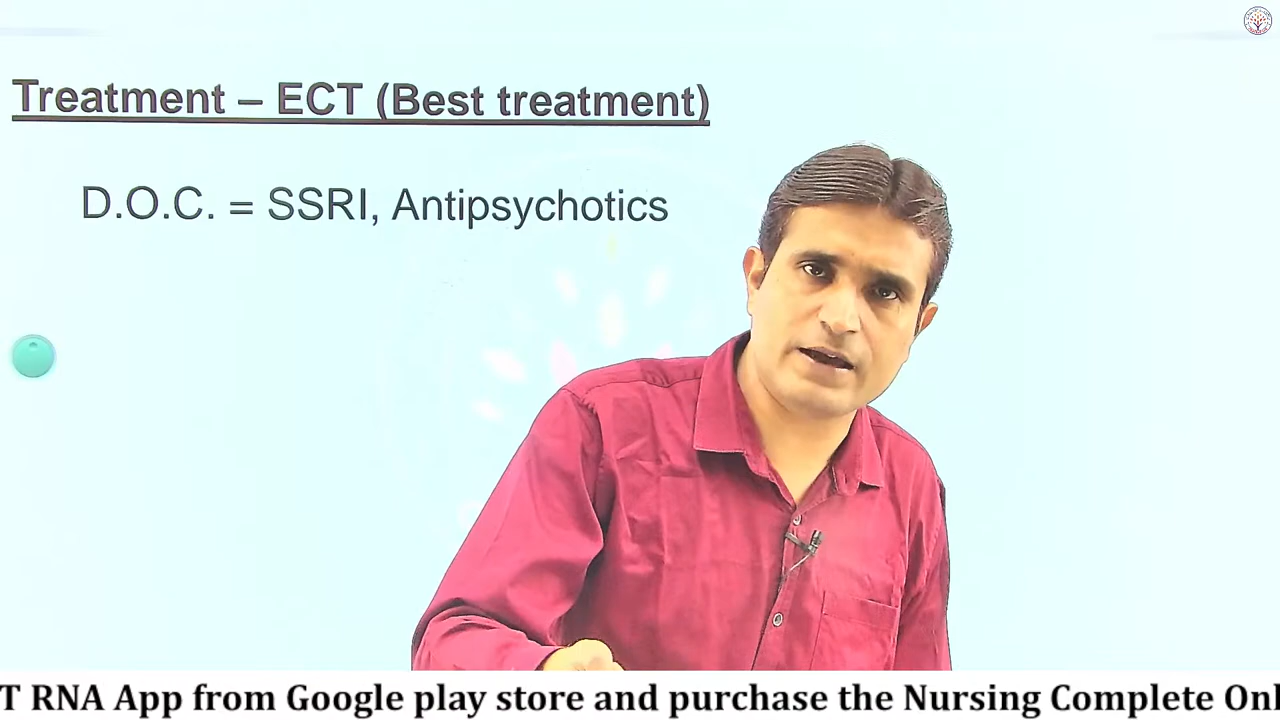 Treatment – ECT (Best treatment)
D.O.C. = SSRI, Antipsychotics
T RNA App from Google play store and purchase the Nursing Complete Onl